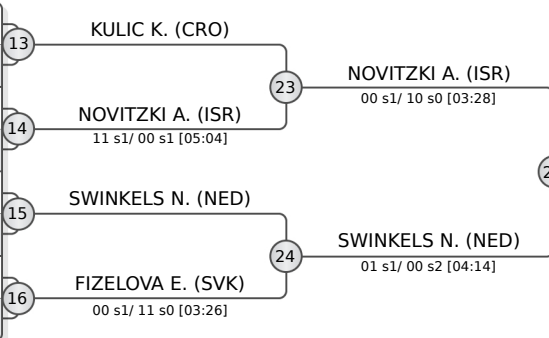 KULIC K. (CRO)
13
NOVITZKI A. (ISR)
23
00 s1/ 10 s0 [03:28]
NOVITZKI A. (ISR)
14
11 s1/ 00 s1 [05:04]
SWINKELS N. (NED)
15
SWINKELS N. (NED)
24
01 s1/ 00 s2 [04:14]
FIZELOVA E. (SVK)
16
00 s1/ 11 s0 [03:26]